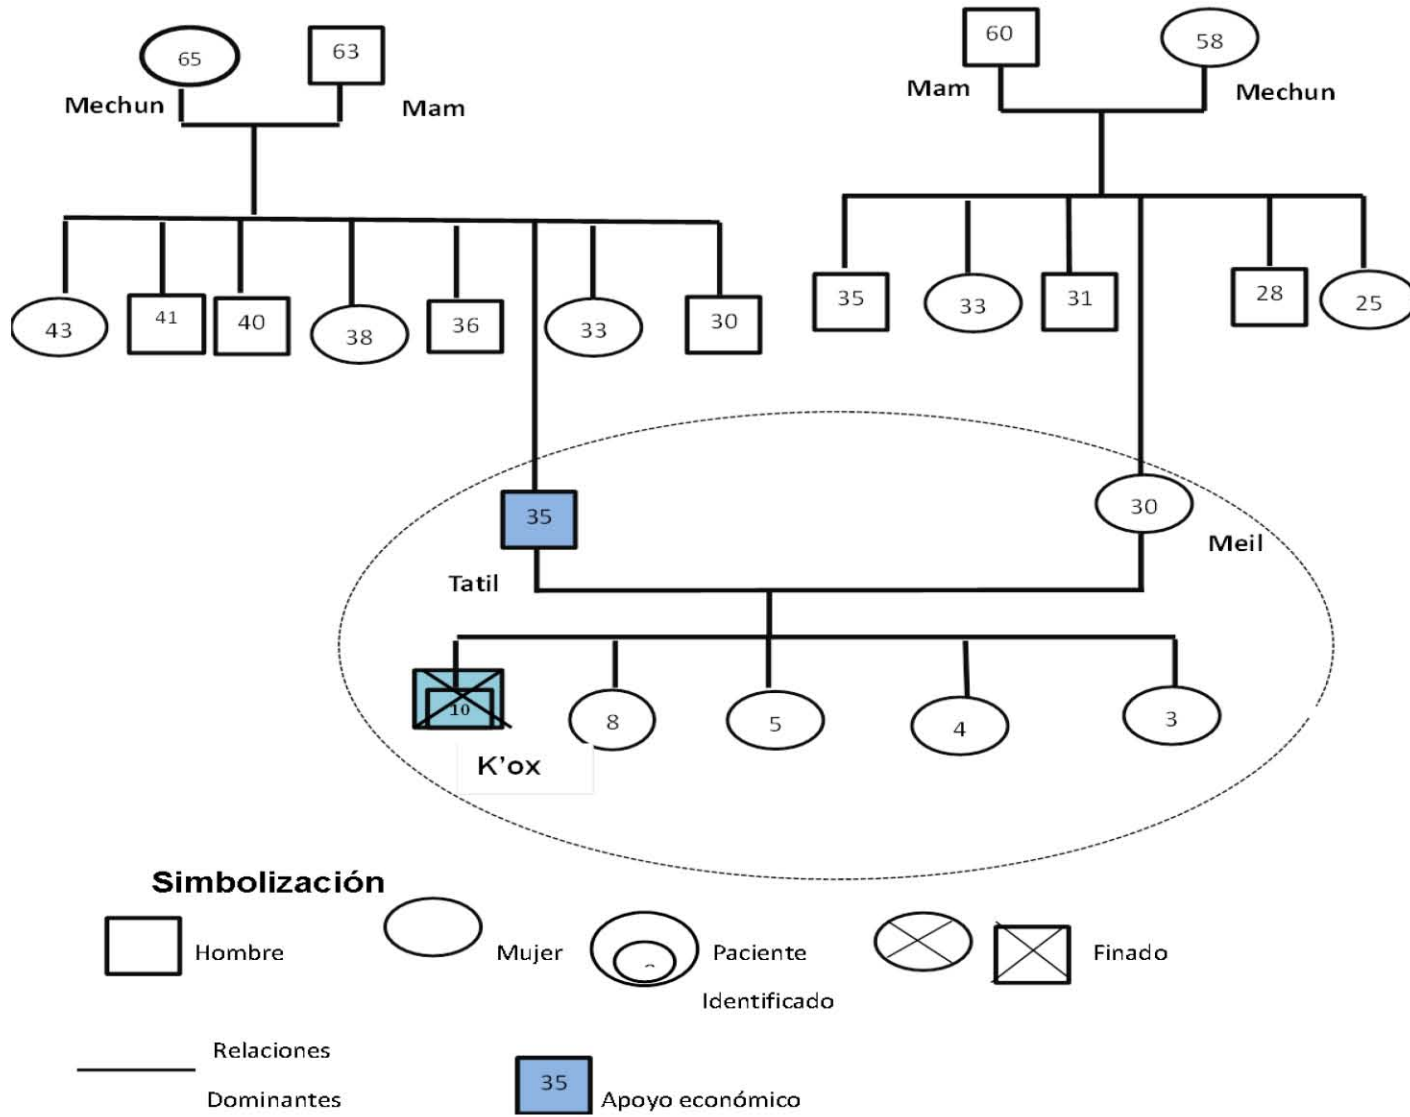 65
63
60
58
Mechun
Mam
Mam
Mechun
43
41
40
38
36
33
30
35
33
31
28
25
35
30
Tatil
Meil
10
8
5
4
3
K'ox
Simbolización
Hombre
Mujer
Paciente
Identificado
Finado
Relaciones
Dominantes
35
Apoyo económico